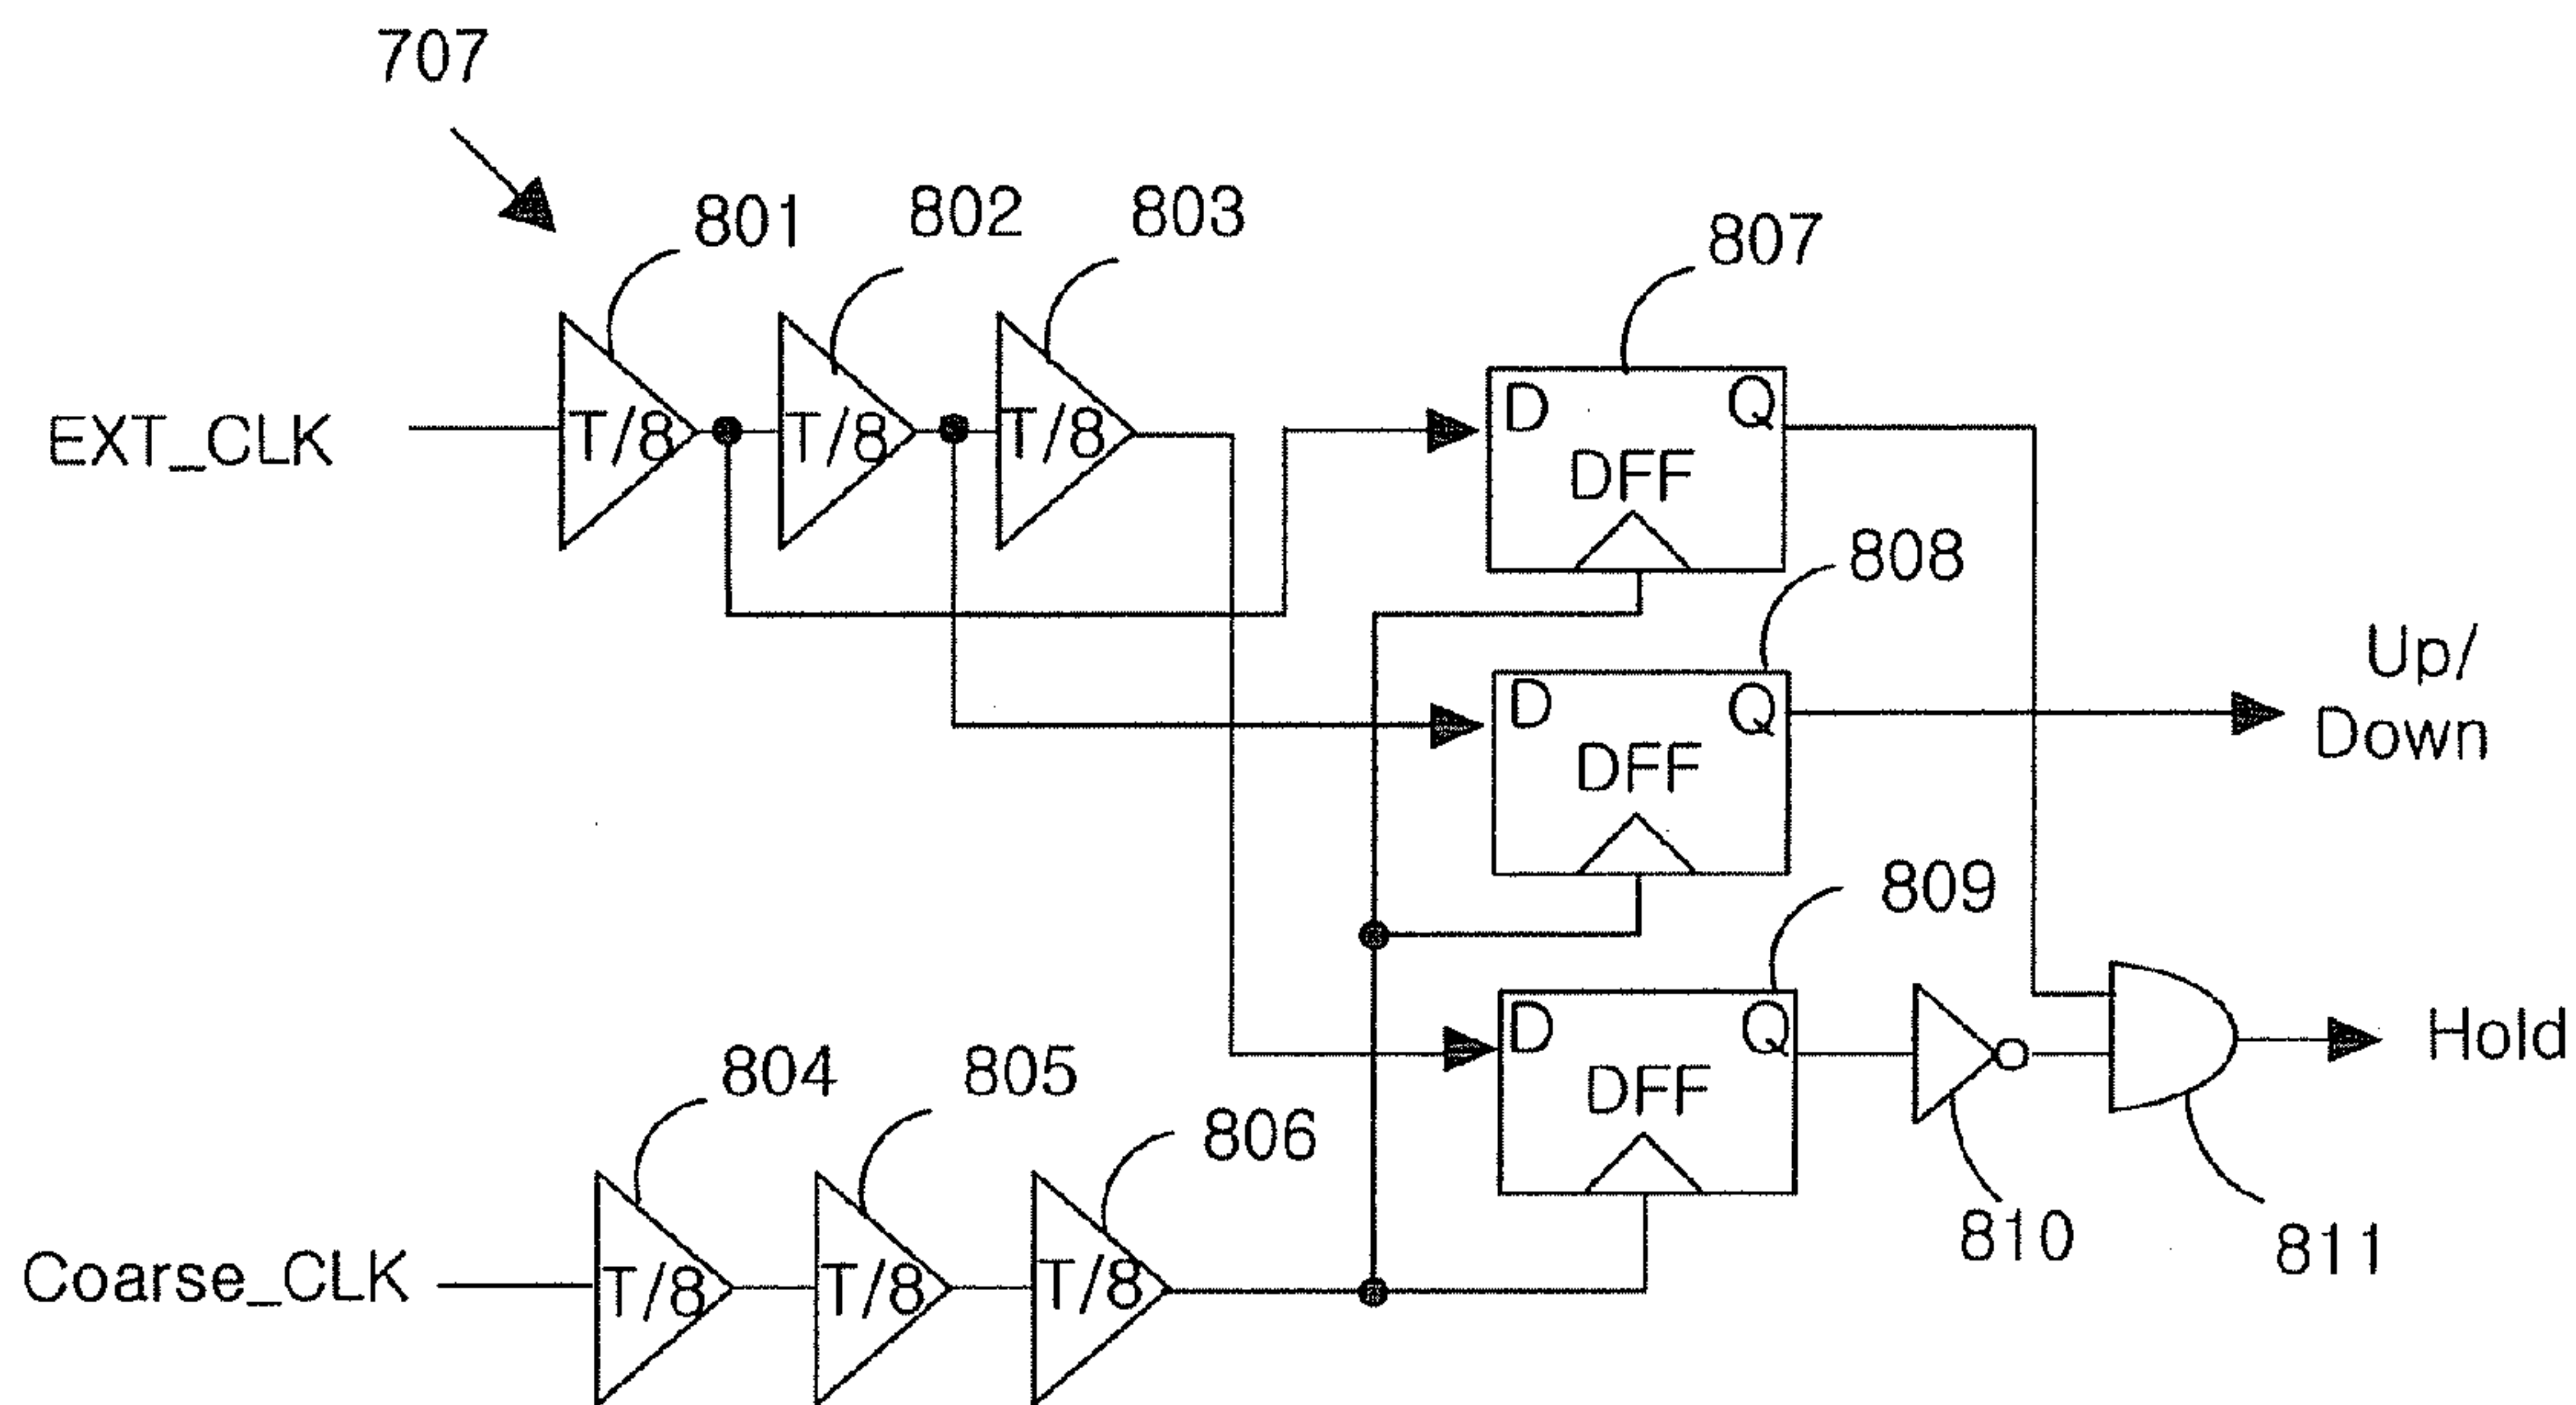 707
801
802
803
807
EXT_CLK
T/8
T/8
T/8
D
Q
DFF
808
D
Q
DFF
Up/
Down
809
D
Q
DFF
Hold
804
805
806
810
811
Coarse_CLK
T/8
T/8
T/8